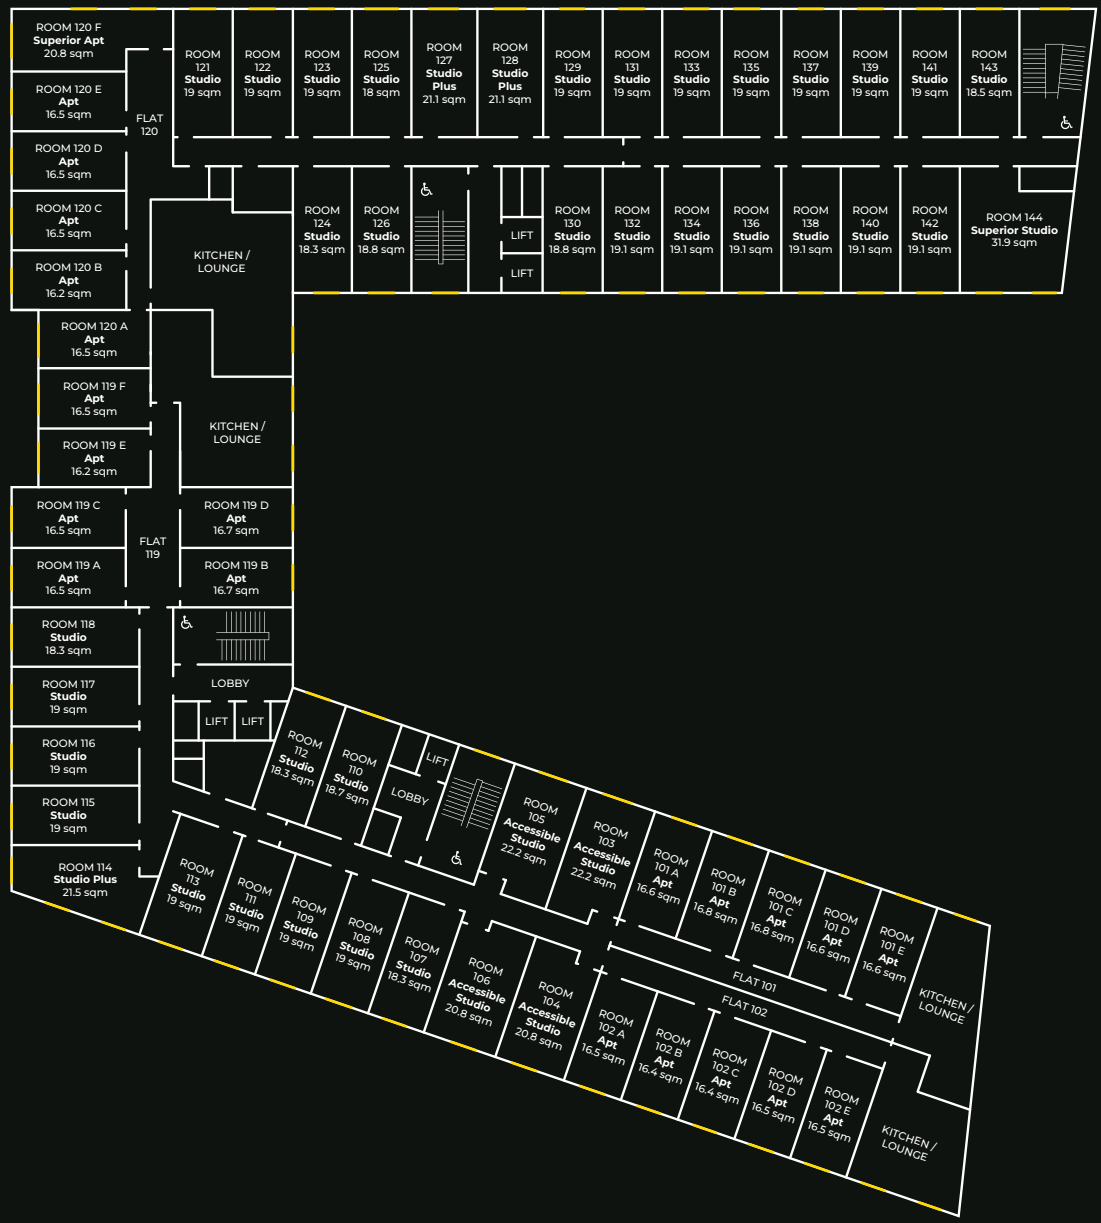 ROOM 120 F
Superior Apt
20.8 sqm
ROOM 120 E
Apt
16.5 sqm
ROOM 120 D
Apt
16.5 sqm
ROOM 120 C
Apt
16.5 sqm
ROOM 120 B
Apt
16.2 sqm
FLAT
120
ROOM
121
Studio
19 sqm
ROOM
122
Studio
19 sqm
ROOM
123
Studio
19 sqm
ROOM
125
Studio
18 sqm
ROOM
127
Studio
Plus
21.1 sqm
ROOM
128
Studio
Plus
21.1 sqm
ROOM
129
Studio
19 sqm
ROOM
131
Studio
19 sqm
ROOM
133
Studio
19 sqm
ROOM
135
Studio
19 sqm
ROOM
137
Studio
19 sqm
ROOM
139
Studio
19 sqm
ROOM
141
Studio
19 sqm
ROOM
143
Studio
18.5 sqm
KITCHEN /
LOUNGE
ROOM
124
Studio
18.3 sqm
ROOM
126
Studio
18.8 sqm
LIFT
LIFT
ROOM
130
Studio
18.8 sqm
ROOM
132
Studio
19.1 sqm
ROOM
134
Studio
19.1 sqm
ROOM
136
Studio
19.1 sqm
ROOM
138
Studio
19.1 sqm
ROOM
140
Studio
19.1 sqm
ROOM
142
Studio
19.1 sqm
ROOM 144
Superior Studio
31.9 sqm
ROOM 120 A
Apt
16.5 sqm
ROOM 119 F
Apt
16.5 sqm
ROOM 119 E
Apt
16.2 sqm
KITCHEN /
LOUNGE
ROOM 119 C
Apt
16.5 sqm
ROOM 119 D
Apt
16.7 sqm
FLAT
119
ROOM 119 A
Apt
16.5 sqm
ROOM 119 B
Apt
16.7 sqm
ROOM 118
Studio
18.3 sqm
ROOM 117
Studio
19 sqm
ROOM 116
Studio
19 sqm
ROOM 115
Studio
19 sqm
ROOM 114
Studio Plus
21.5 sqm
LOBBY
LIFT
LIFT
ROOM
112
Studio
18.3 sqm
ROOM
110
Studio
18.7 sqm
LIFT
LOBBY
ROOM
105
Accessible
Studio
22.2 sqm
ROOM
103
Accessible
Studio
22.2 sqm
ROOM
101 A
Apt
16.6 sqm
ROOM
101 B
Apt
16.8 sqm
ROOM
101 C
Apt
16.8 sqm
ROOM
101 D
Apt
16.6 sqm
ROOM
101 E
Apt
16.6 sqm
KITCHEN /
LOUNGE
ROOM
113
Studio
19 sqm
ROOM
111
Studio
19 sqm
ROOM
109
Studio
19 sqm
ROOM
108
Studio
19 sqm
ROOM
107
Studio
18.3 sqm
ROOM
106
Accessible
Studio
20.8 sqm
ROOM
104
Accessible
Studio
20.8 sqm
FLAT 101
FLAT 102
ROOM
102 A
Apt
16.5 sqm
ROOM
102 B
Apt
16.4 sqm
ROOM
102 C
Apt
16.4 sqm
ROOM
102 D
Apt
16.5 sqm
ROOM
102 E
Apt
16.5 sqm
KITCHEN /
LOUNGE